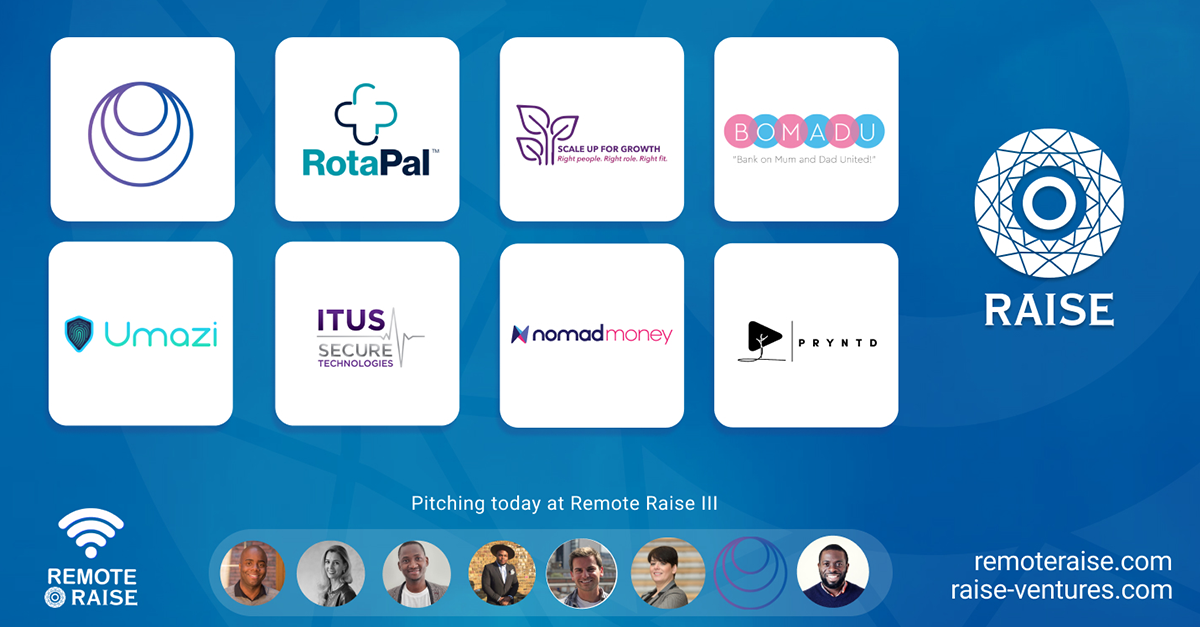 RotaPal™
SCALE UP FOR GROWTH
Right people. Right role. Right fit.
BOMADU
"Bank on Mum and Dad United!"
RAISE
Umazi
ITUS
SECURE
TECHNOLOGIES
nomadmoney
PRYNTD
Pitching today at Remote Raise III
REMOTE
RAISE
remoteraise.com
raise-ventures.com